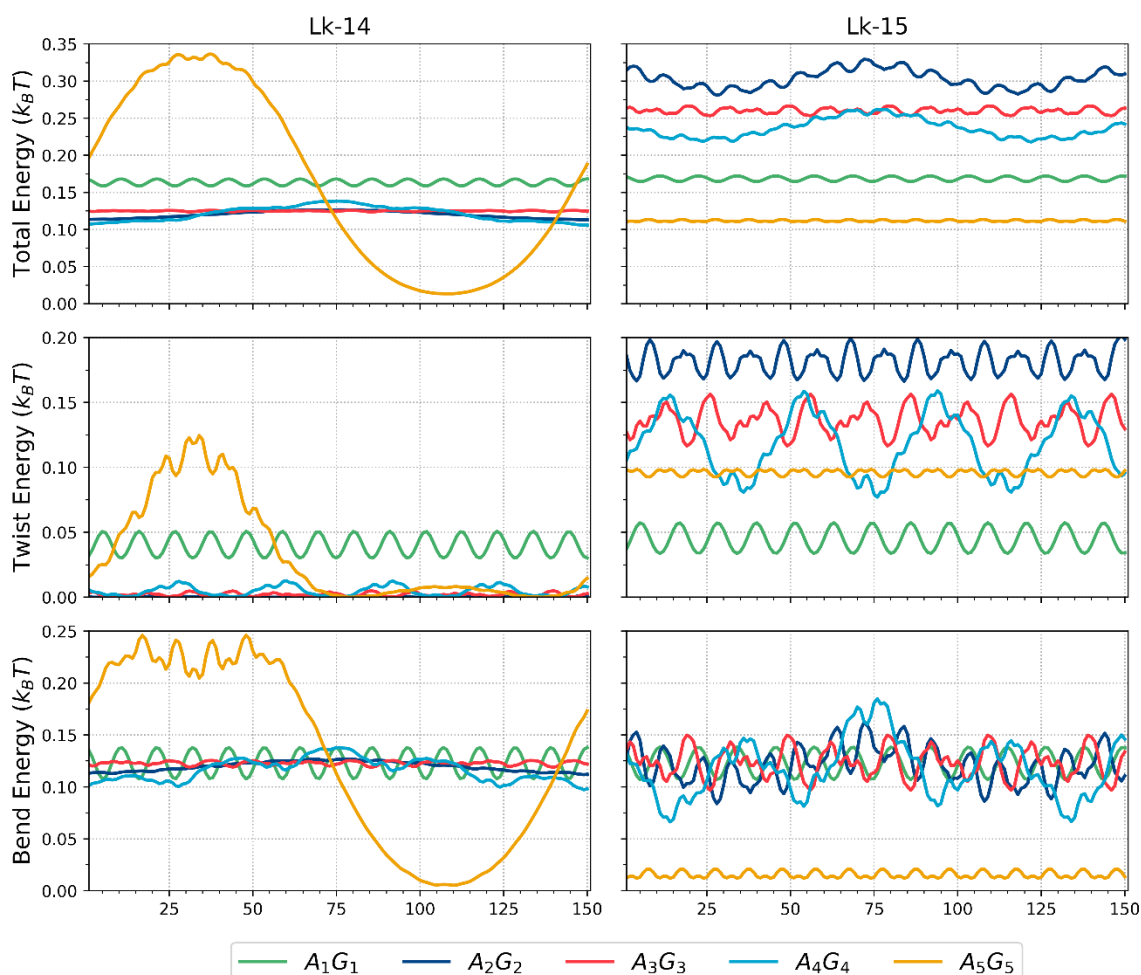 Lk-14
Lk-15
Total Energy (k_BT)
0.35
0.30
0.25
0.20
0.15
0.10
0.05
0.00
Twist Energy (k_BT)
0.20
0.15
0.10
0.05
0.00
Bend Energy (k_BT)
0.25
0.20
0.15
0.10
0.05
0.00
25 50 75 100 125 150
25 50 75 100 125 150
A₁G₁ A₂G₂ A₃G₃ A₄G₄ A₅G₅